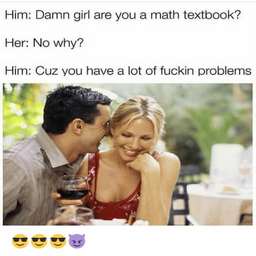 Him: Damn girl are you a math textbook?
Her: No why?
Him: Cuz you have a lot of fuckin problems
😎😎😎😈